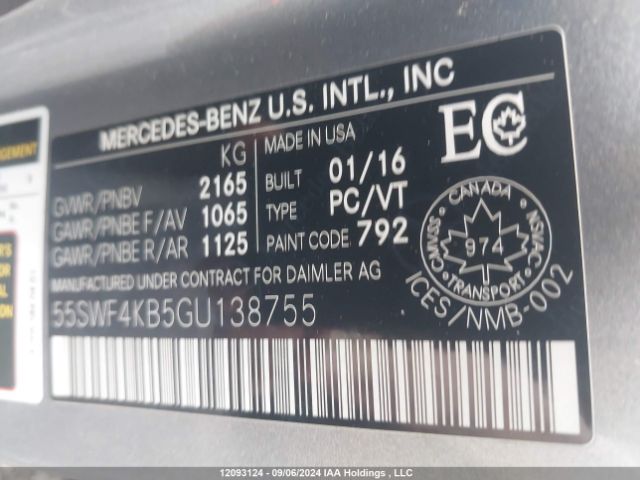 MERCEDES-BENZ U.S. INTL., INC
KG
MADE IN USA
EC
GVWR/PNBV 2165
BUILT 01/16
GAWR/PNBE F/AV 1065
TYPE PC/VT
GAWR/PNBE R/AR 1125
PAINT CODE 792
MANUFACTURED UNDER CONTRACT FOR DAIMLER AG
CANADA
974
TRANSPORT
NSVAC
SSVMAC
ICES/NMB-002
55SWF4KB5GU138755
12093124 - 09/06/2024 IAA Holdings , LLC